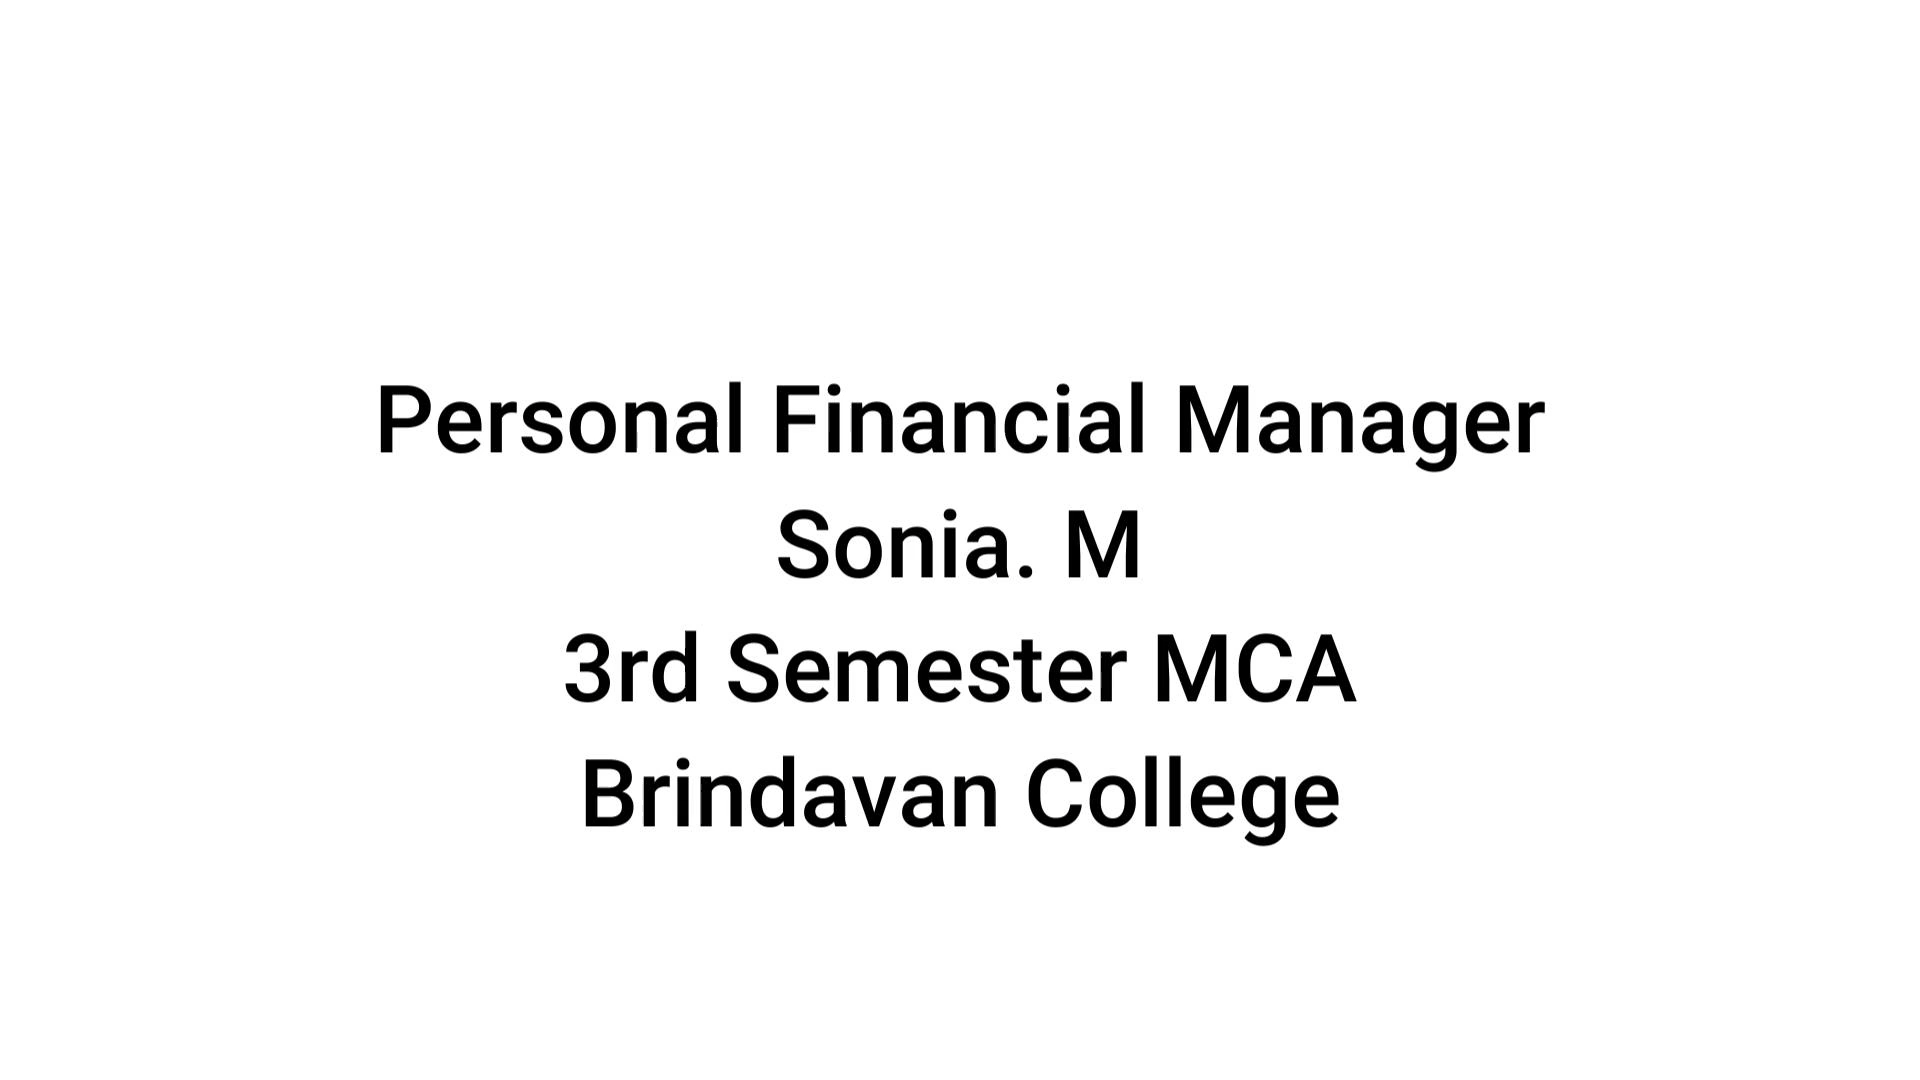 Personal Financial Manager
Sonia. M
3rd Semester MCA
Brindavan College